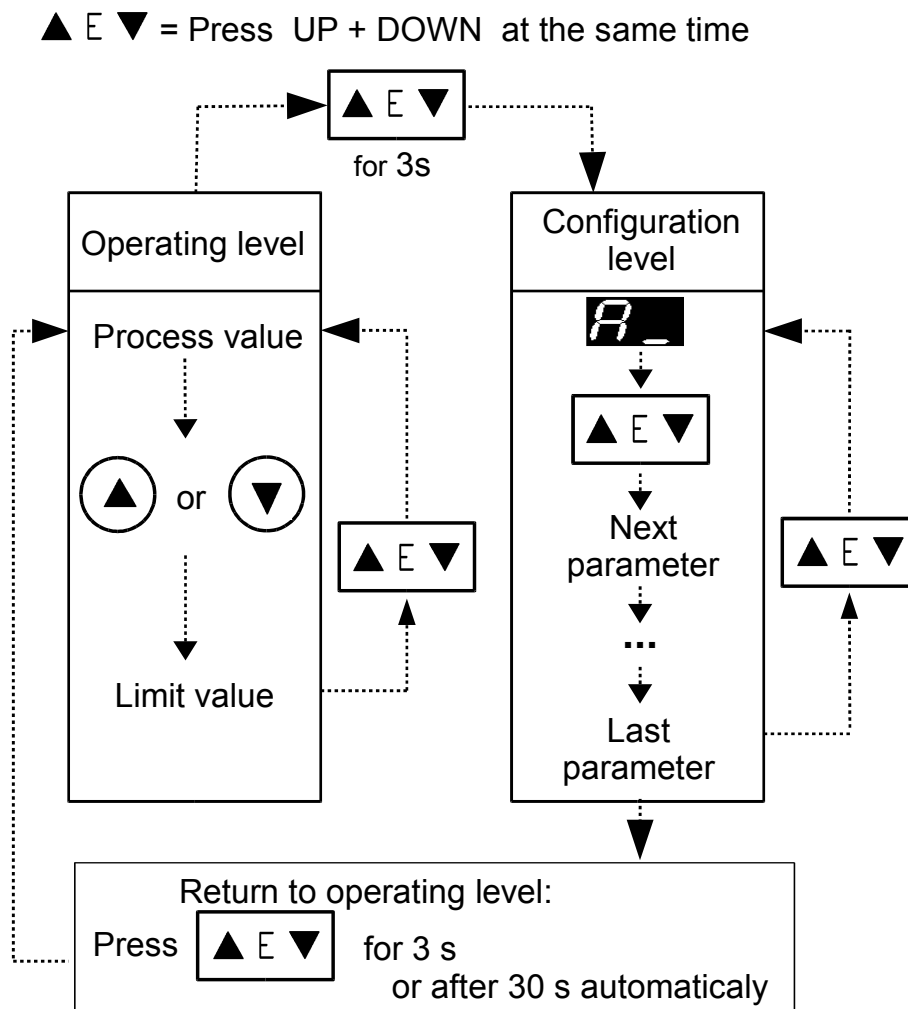 ▲ E ▼ = Press UP + DOWN at the same time
▲ E ▼
for 3s
Operating level
Process value
▲ or ▼
Limit value
▲ E ▼
Configuration
level
A _
▲ E ▼
Next
parameter
...
Last
parameter
▲ E ▼
Return to operating level:
Press ▲ E ▼ for 3 s
or after 30 s automaticaly